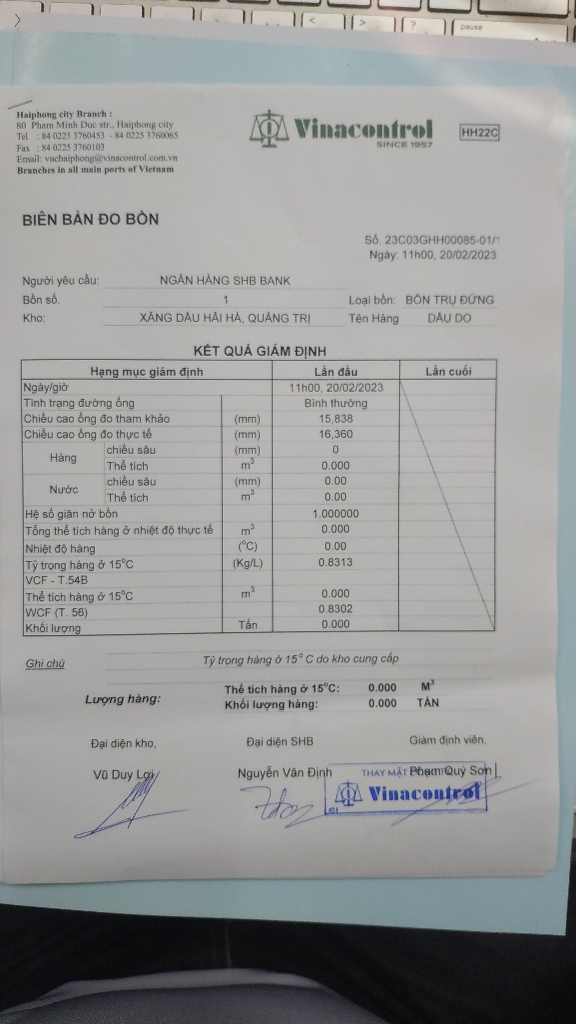 pause
Haiphong city Branch :
80 Pham Minh Duc str., Haiphong city
Tel : 84 0225 3760453 - 84 0225 3760065
Fax : 84 0225 3760103
Email: vnchaiphong@vinacontrol.com.vn
Branches in all main ports of Vietnam
Vinacontrol
SINCE 1957
HH22C
BIÊN BẢN ĐO BỒN
Số. 23C03GHH00085-01/1
Ngày: 11h00, 20/02/2023
Người yêu cầu: NGÂN HÀNG SHB BANK
Bồn số. 1 Loại bồn: BỒN TRỤ ĐỨNG
Kho: XĂNG DẦU HẢI HÀ, QUẢNG TRỊ Tên Hàng DẦU DO
KẾT QUẢ GIÁM ĐỊNH
Hạng mục giám định Lần đầu Lần cuối
Ngày/giờ 11h00, 20/02/2023
Tình trạng đường ống Bình thường
Chiều cao ống đo tham khảo (mm) 15,838
Chiều cao ống đo thực tế (mm) 16,360
Hàng chiều sâu (mm) 0
Thể tích m³ 0.000
Nước chiều sâu (mm) 0.00
Thể tích m³ 0.00
Hệ số giãn nở bồn 1.000000
Tổng thể tích hàng ở nhiệt độ thực tế m³ 0.000
Nhiệt độ hàng (°C) 0.00
Tỷ trọng hàng ở 15°C (Kg/L) 0.8313
VCF - T.54B
Thể tích hàng ở 15°C m³ 0.000
WCF (T. 56) 0.8302
Khối lượng Tấn 0.000
Ghi chú Tỷ trọng hàng ở 15° C do kho cung cấp
Lượng hàng: Thể tích hàng ở 15°C: 0.000 M³
Khối lượng hàng: 0.000 TẤN
Đại diện kho, Đại diện SHB Giám định viên,
Vũ Duy Lợi Nguyễn Văn Định Phạm Quý Sơn
THAY MẶT
Vinacontrol